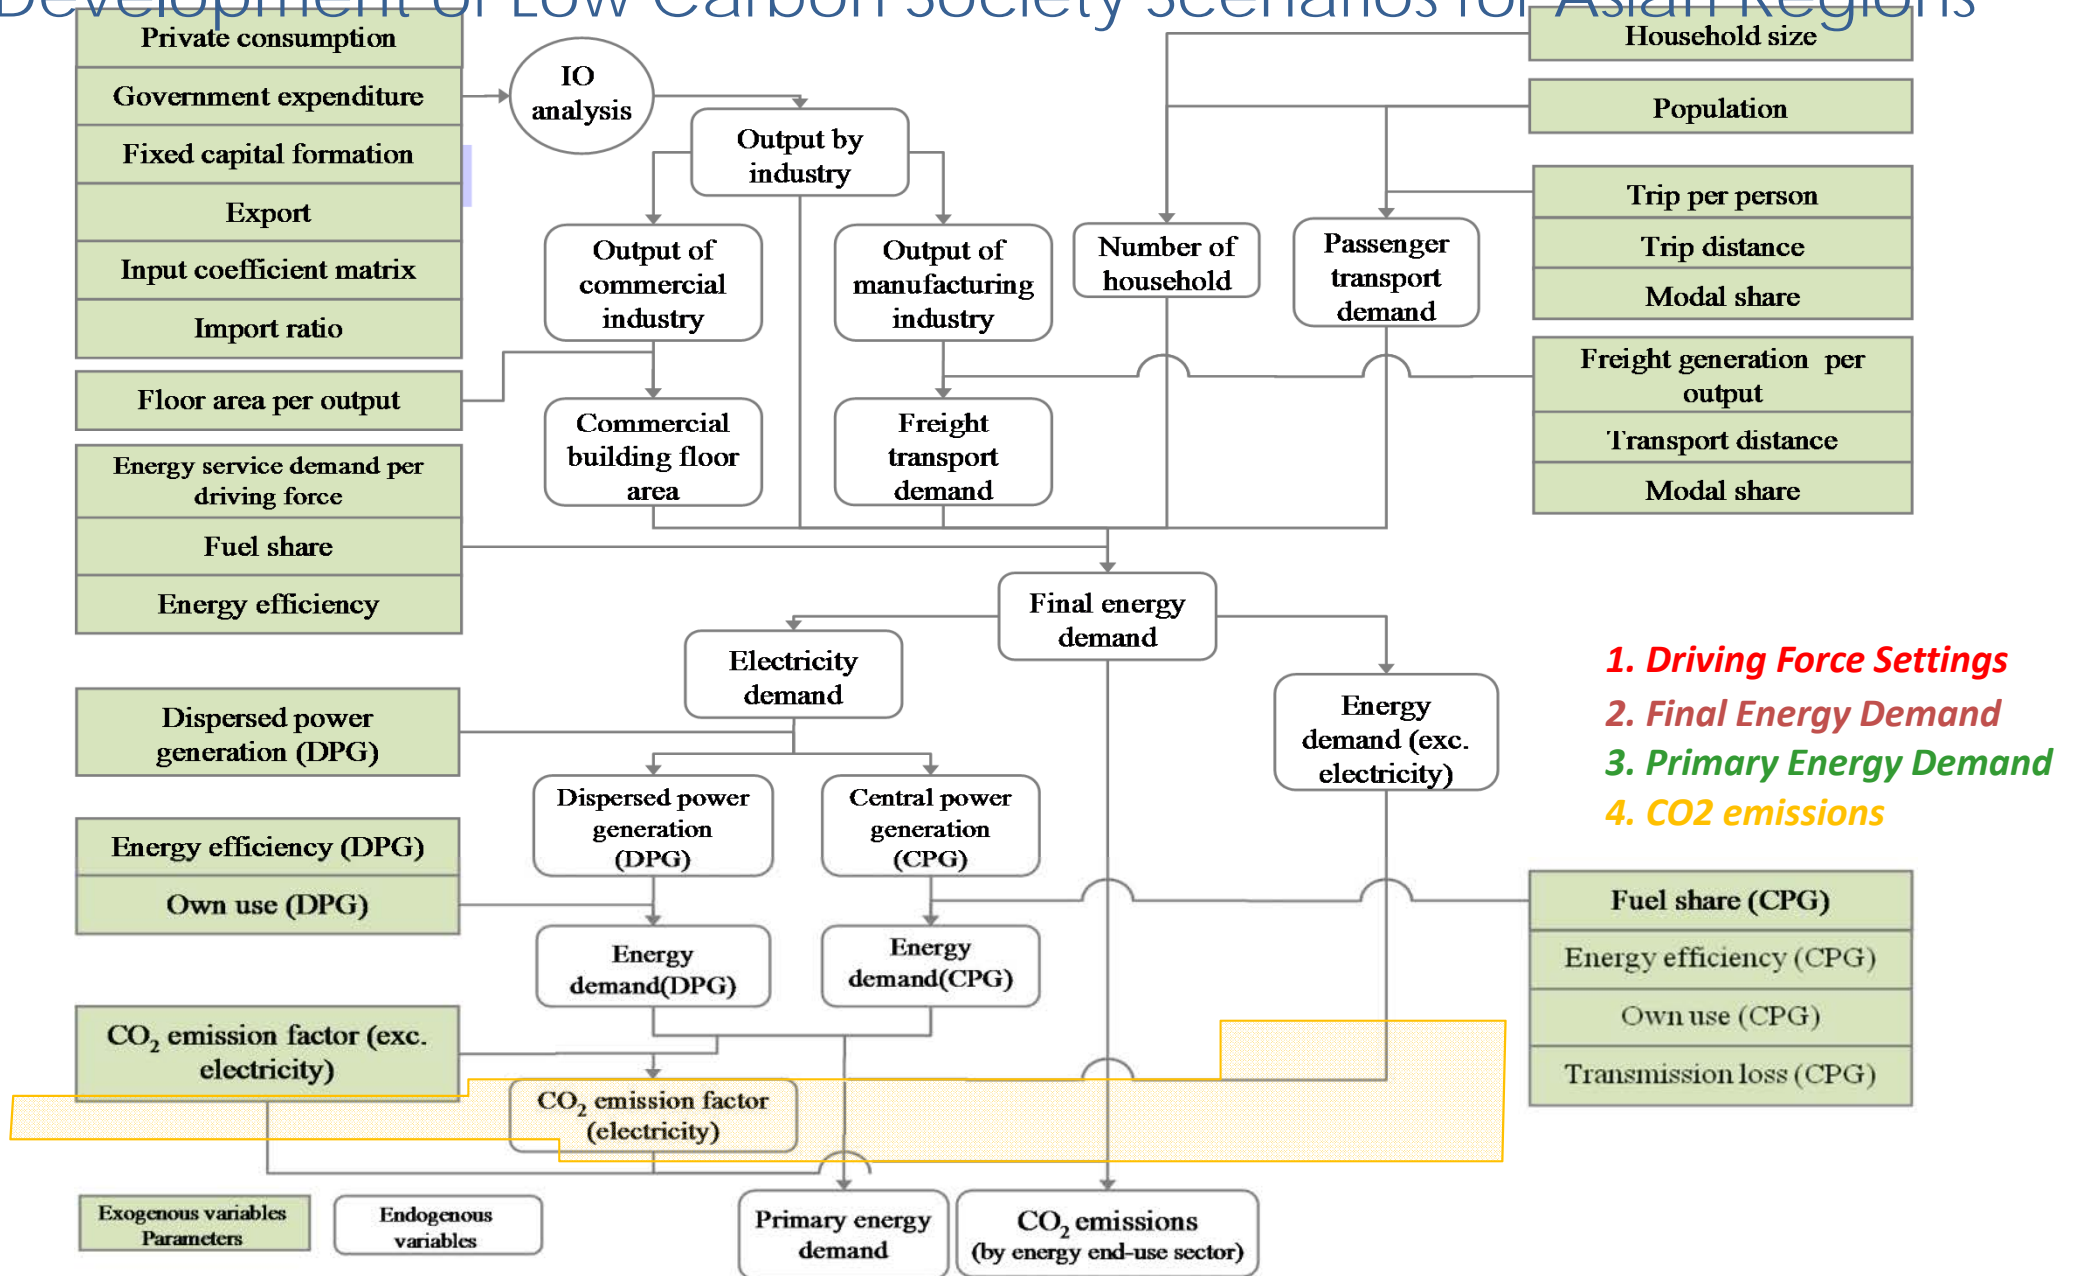 Development of Low Carbon Society Scenarios for Asian Regions
Private consumption
Government expenditure
Fixed capital formation
Export
Input coefficient matrix
Import ratio
Floor area per output
Energy service demand per
driving force
Fuel share
Energy efficiency
Dispersed power
generation (DPG)
Energy efficiency (DPG)
Own use (DPG)
CO₂ emission factor (exc.
electricity)
IO
analysis
Output by
industry
Output of
commercial
industry
Output of
manufacturing
industry
Number of
household
Passenger
transport
demand
Commercial
building floor
area
Freight
transport
demand
Household size
Population
Trip per person
Trip distance
Modal share
Freight generation per
output
Transport distance
Modal share
Final energy
demand
Electricity
demand
Energy
demand (exc.
electricity)
Dispersed power
generation
(DPG)
Central power
generation
(CPG)
Energy
demand(DPG)
Energy
demand(CPG)
CO₂ emission factor
(electricity)
1. Driving Force Settings
2. Final Energy Demand
3. Primary Energy Demand
4. CO2 emissions
Fuel share (CPG)
Energy efficiency (CPG)
Own use (CPG)
Transmission loss (CPG)
Exogenous variables
Parameters
Endogenous
variables
Primary energy
demand
CO₂ emissions
(by energy end-use sector)